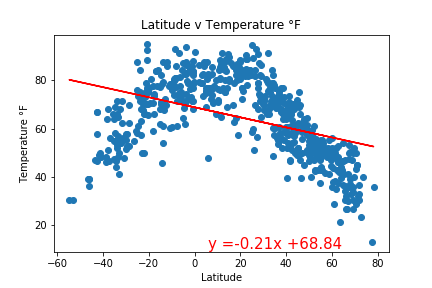 Latitude v Temperature °F
Temperature °F
80
60
40
20
−60 −40 −20 0 20 40 60 80
Latitude
y =-0.21x +68.84